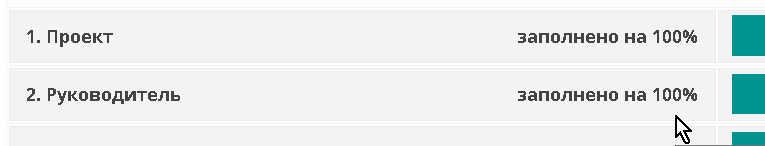 1. Проект заполнено на 100%
2. Руководитель заполнено на 100%